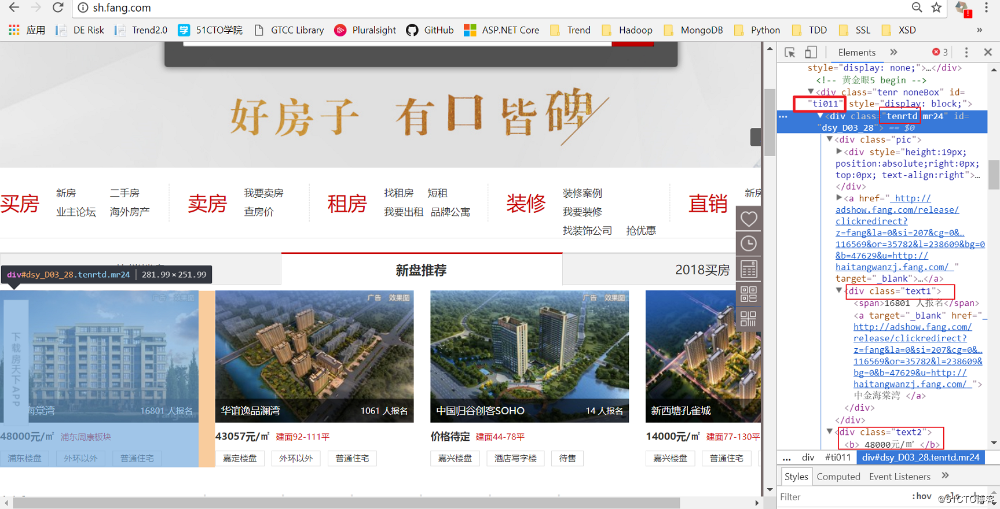 sh.fang.com
应用 DE Risk Trend2.0 学 51CTO学院 GTCC Library Pluralsight GitHub ASP.NET Core Trend Hadoop MongoDB Python TDD SSL XSD »
好房子 有口皆碑
买房 新房 二手房
业主论坛 海外房产
卖房 我要卖房
查房价
租房 找租房 短租
我要出租 品牌公寓
装修 装修案例
我要装修
找装饰公司 抢优惠
直销 新房
新盘推荐
2018买房
div#dsy_D03_28.tenrtd.mr24 | 281.99×251.99
广告 效果图
下载房天下APP
海棠湾 16801 人报名
48000元/㎡ 浦东周康板块
浦东楼盘 外环以外 普通住宅
广告 效果图
华谊逸品澜湾 1061 人报名
43057元/㎡ 建面92-111平
嘉定楼盘 外环以外 普通住宅
广告 效果图
中国归谷创客SOHO 14 人报名
价格待定 建面44-78平
嘉兴楼盘 酒店写字楼 待售
新西塘孔雀城
14000元/㎡ 建面77-130平
嘉兴楼盘 普通住宅
Elements » 3
style="display: none;">…</div>
<!-- 黄金眼5 begin -->
<div class="tenr noneBox" id=
"ti011" style="display: block;">
<div class="tenrtd mr24" id=
"dsy_D03_28"> == $0
<div class="pic">
<div style="height:19px;
position:absolute;right:0px;
top:0px; text-align:right">…
</div>
<a href=" http://
adshow.fang.com/release/
clickredirect?
z=fang&la=0&si=207&cg=0&…
116569&or=35782&l=238609&bg=0
&b=47629&u=http://
haitangwanzj.fang.com/ "
target="_blank">…</a>
<div class="text1">
<span>16801 人报名</span>
<a target="_blank" href="
http://adshow.fang.com/
release/clickredirect?
z=fang&la=0&si=207&cg=0&…
116569&or=35782&l=238609&
bg=0&b=47629&u=http://
haitangwanzj.fang.com/ ">
中金海棠湾 </a>
</div>
</div>
<div class="text2">
<b> 48000元/㎡ </b>
... div #ti011 div#dsy_D03_28.tenrtd.mr24
Styles Computed Event Listeners »
Filter :hov .cls +
@51CTO博客